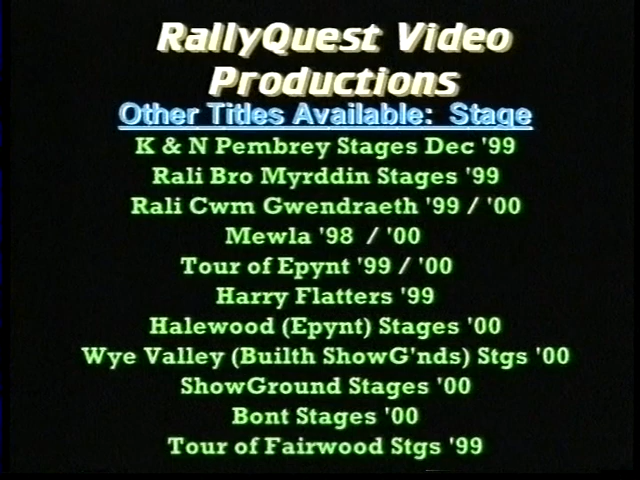 RallyQuest Video
Productions
Other Titles Available: Stage
K & N Pembrey Stages Dec '99
Rali Bro Myrddin Stages '99
Rali Cwm Gwendraeth '99 / '00
Mewla '98 / '00
Tour of Epynt '99 / '00
Harry Flatters '99
Halewood (Epynt) Stages '00
Wye Valley (Builth ShowG'nds) Stgs '00
ShowGround Stages '00
Bont Stages '00
Tour of Fairwood Stgs '99